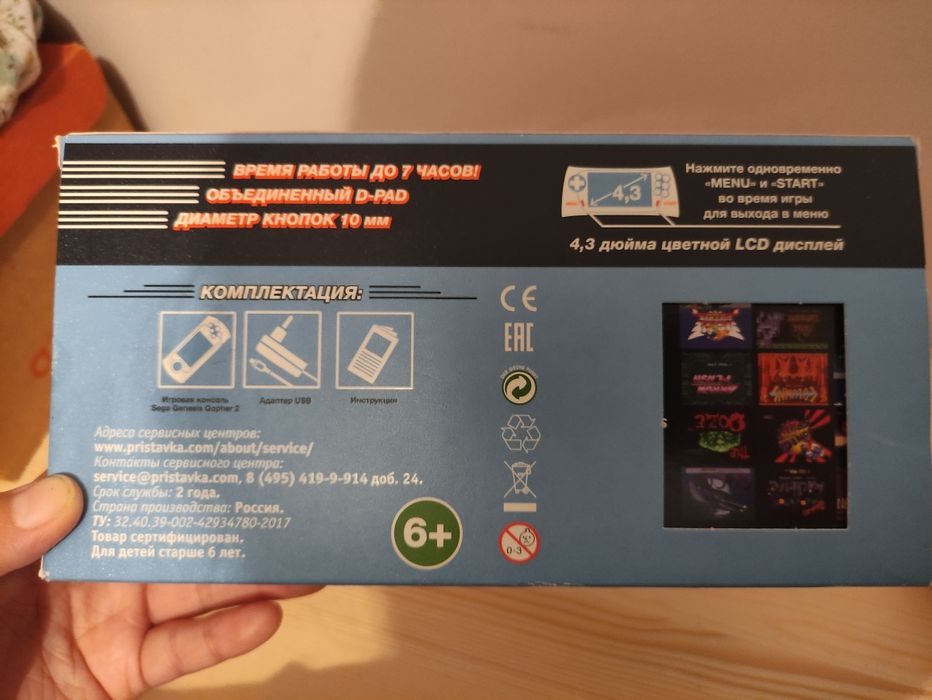 ВРЕМЯ РАБОТЫ ДО 7 ЧАСОВ!
ОБЪЕДИНЕННЫЙ D-PAD
ДИАМЕТР КНОПОК 10 мм
4,3
Нажмите одновременно
«MENU» и «START»
во время игры
для выхода в меню
4,3 дюйма цветной LCD дисплей
КОМПЛЕКТАЦИЯ:
Игровая консоль
Sega Genesis Gopher 2
Адаптер USB
Инструкция
CE
EAC
Адреса сервисных центров:
www.pristavka.com/about/service/
Контакты сервисного центра:
service@pristavka.com, 8 (495) 419-9-914 доб. 24.
Срок службы: 2 года.
Страна производства: Россия.
ТУ: 32.40.39-002-42934780-2017
Товар сертифицирован.
Для детей старше 6 лет.
6+
0-3
THE
OOZE